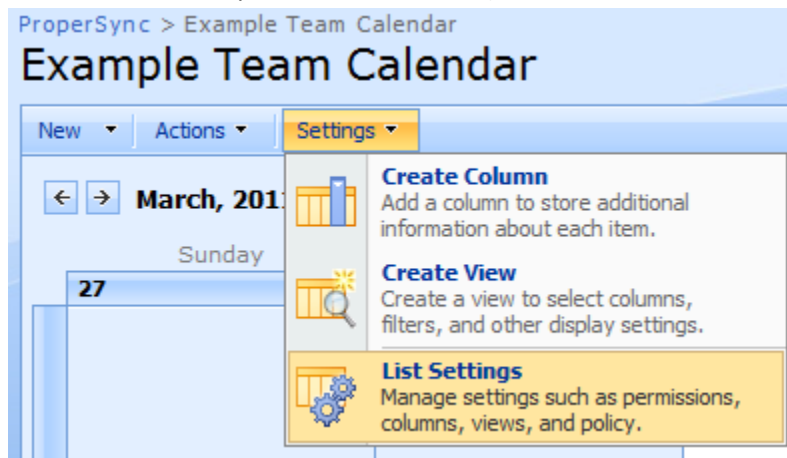 ProperSync > Example Team Calendar
Example Team Calendar
New Actions Settings
Create Column
Add a column to store additional
information about each item.
March, 201
Sunday
27
Create View
Create a view to select columns,
filters, and other display settings.
List Settings
Manage settings such as permissions,
columns, views, and policy.